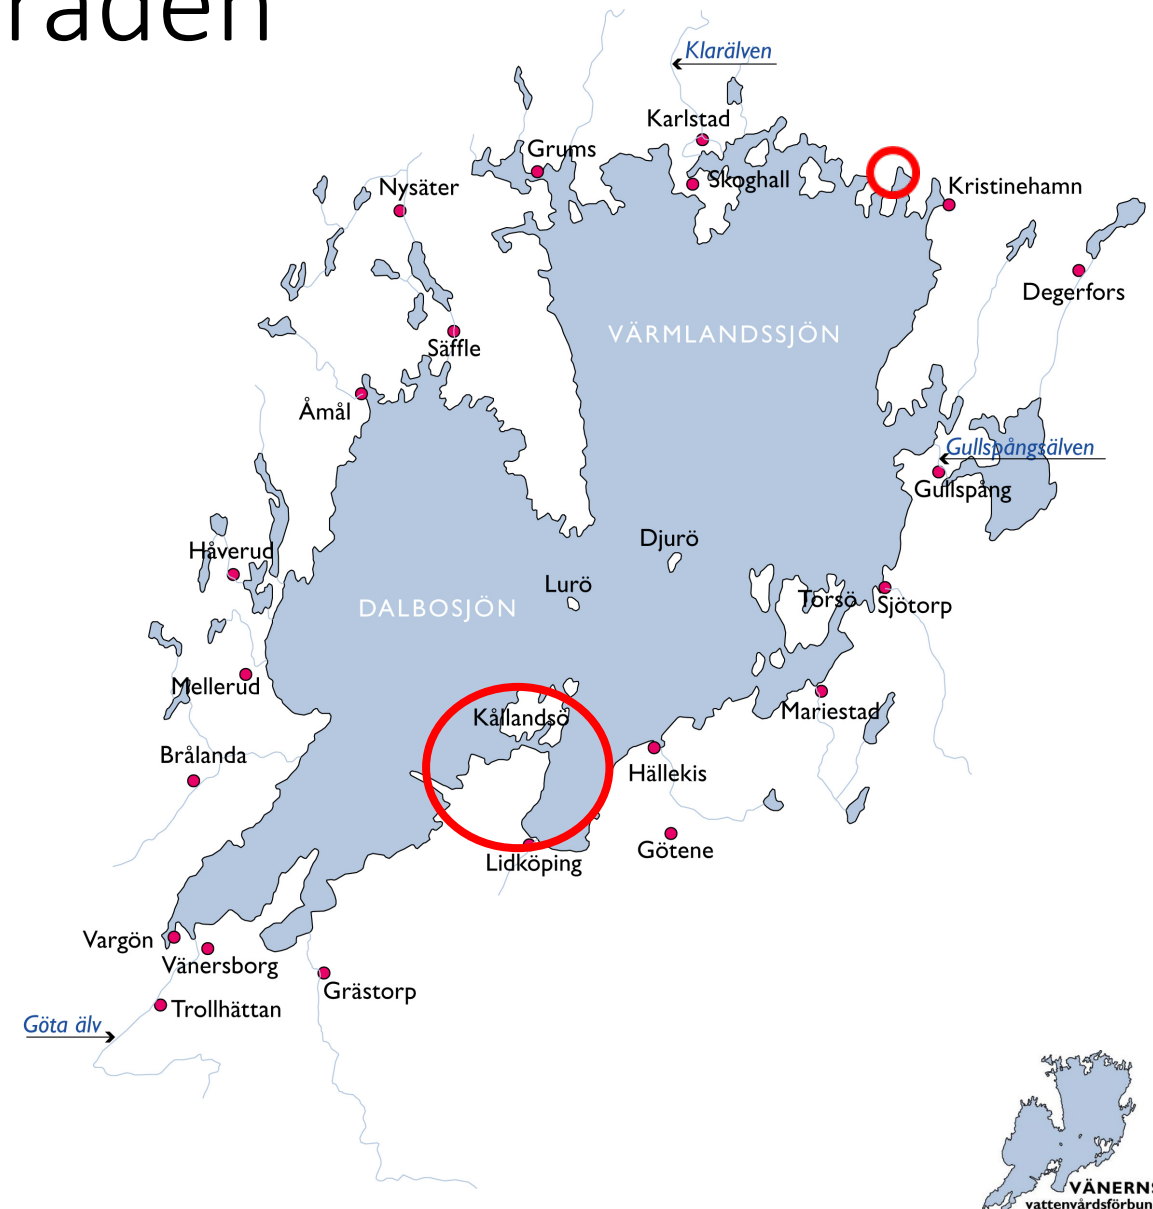 råden
Klarälven
Karlstad
Grums
Skoghall
Nysäter
Kristinehamn
Degerfors
VÄRMLANDSSJÖN
Säffle
Åmål
Gullspångsälven
Gullspång
Djurö
Håverud
Lurö
Torsö
DALBOSJÖN
Sjötorp
Mellerud
Kållandsö
Mariestad
Brålanda
Hällekis
Götene
Lidköping
Vargön
Vänersborg
Grästorp
Trollhättan
Göta älv
VÄNERNS
vattenvårdsförbun